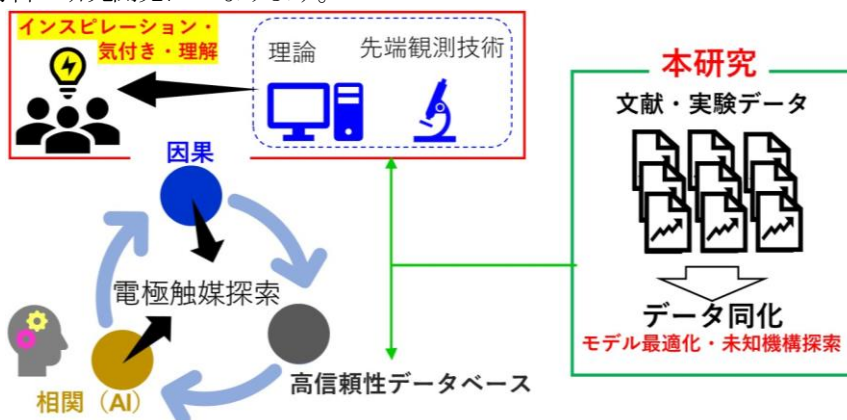 インスピレーション・
気付き・理解
理論
先端観測技術
本研究
文献・実験データ
因果
電極触媒探索
データ同化
モデル最適化・未知機構探索
高信頼性データベース
相関（AI）